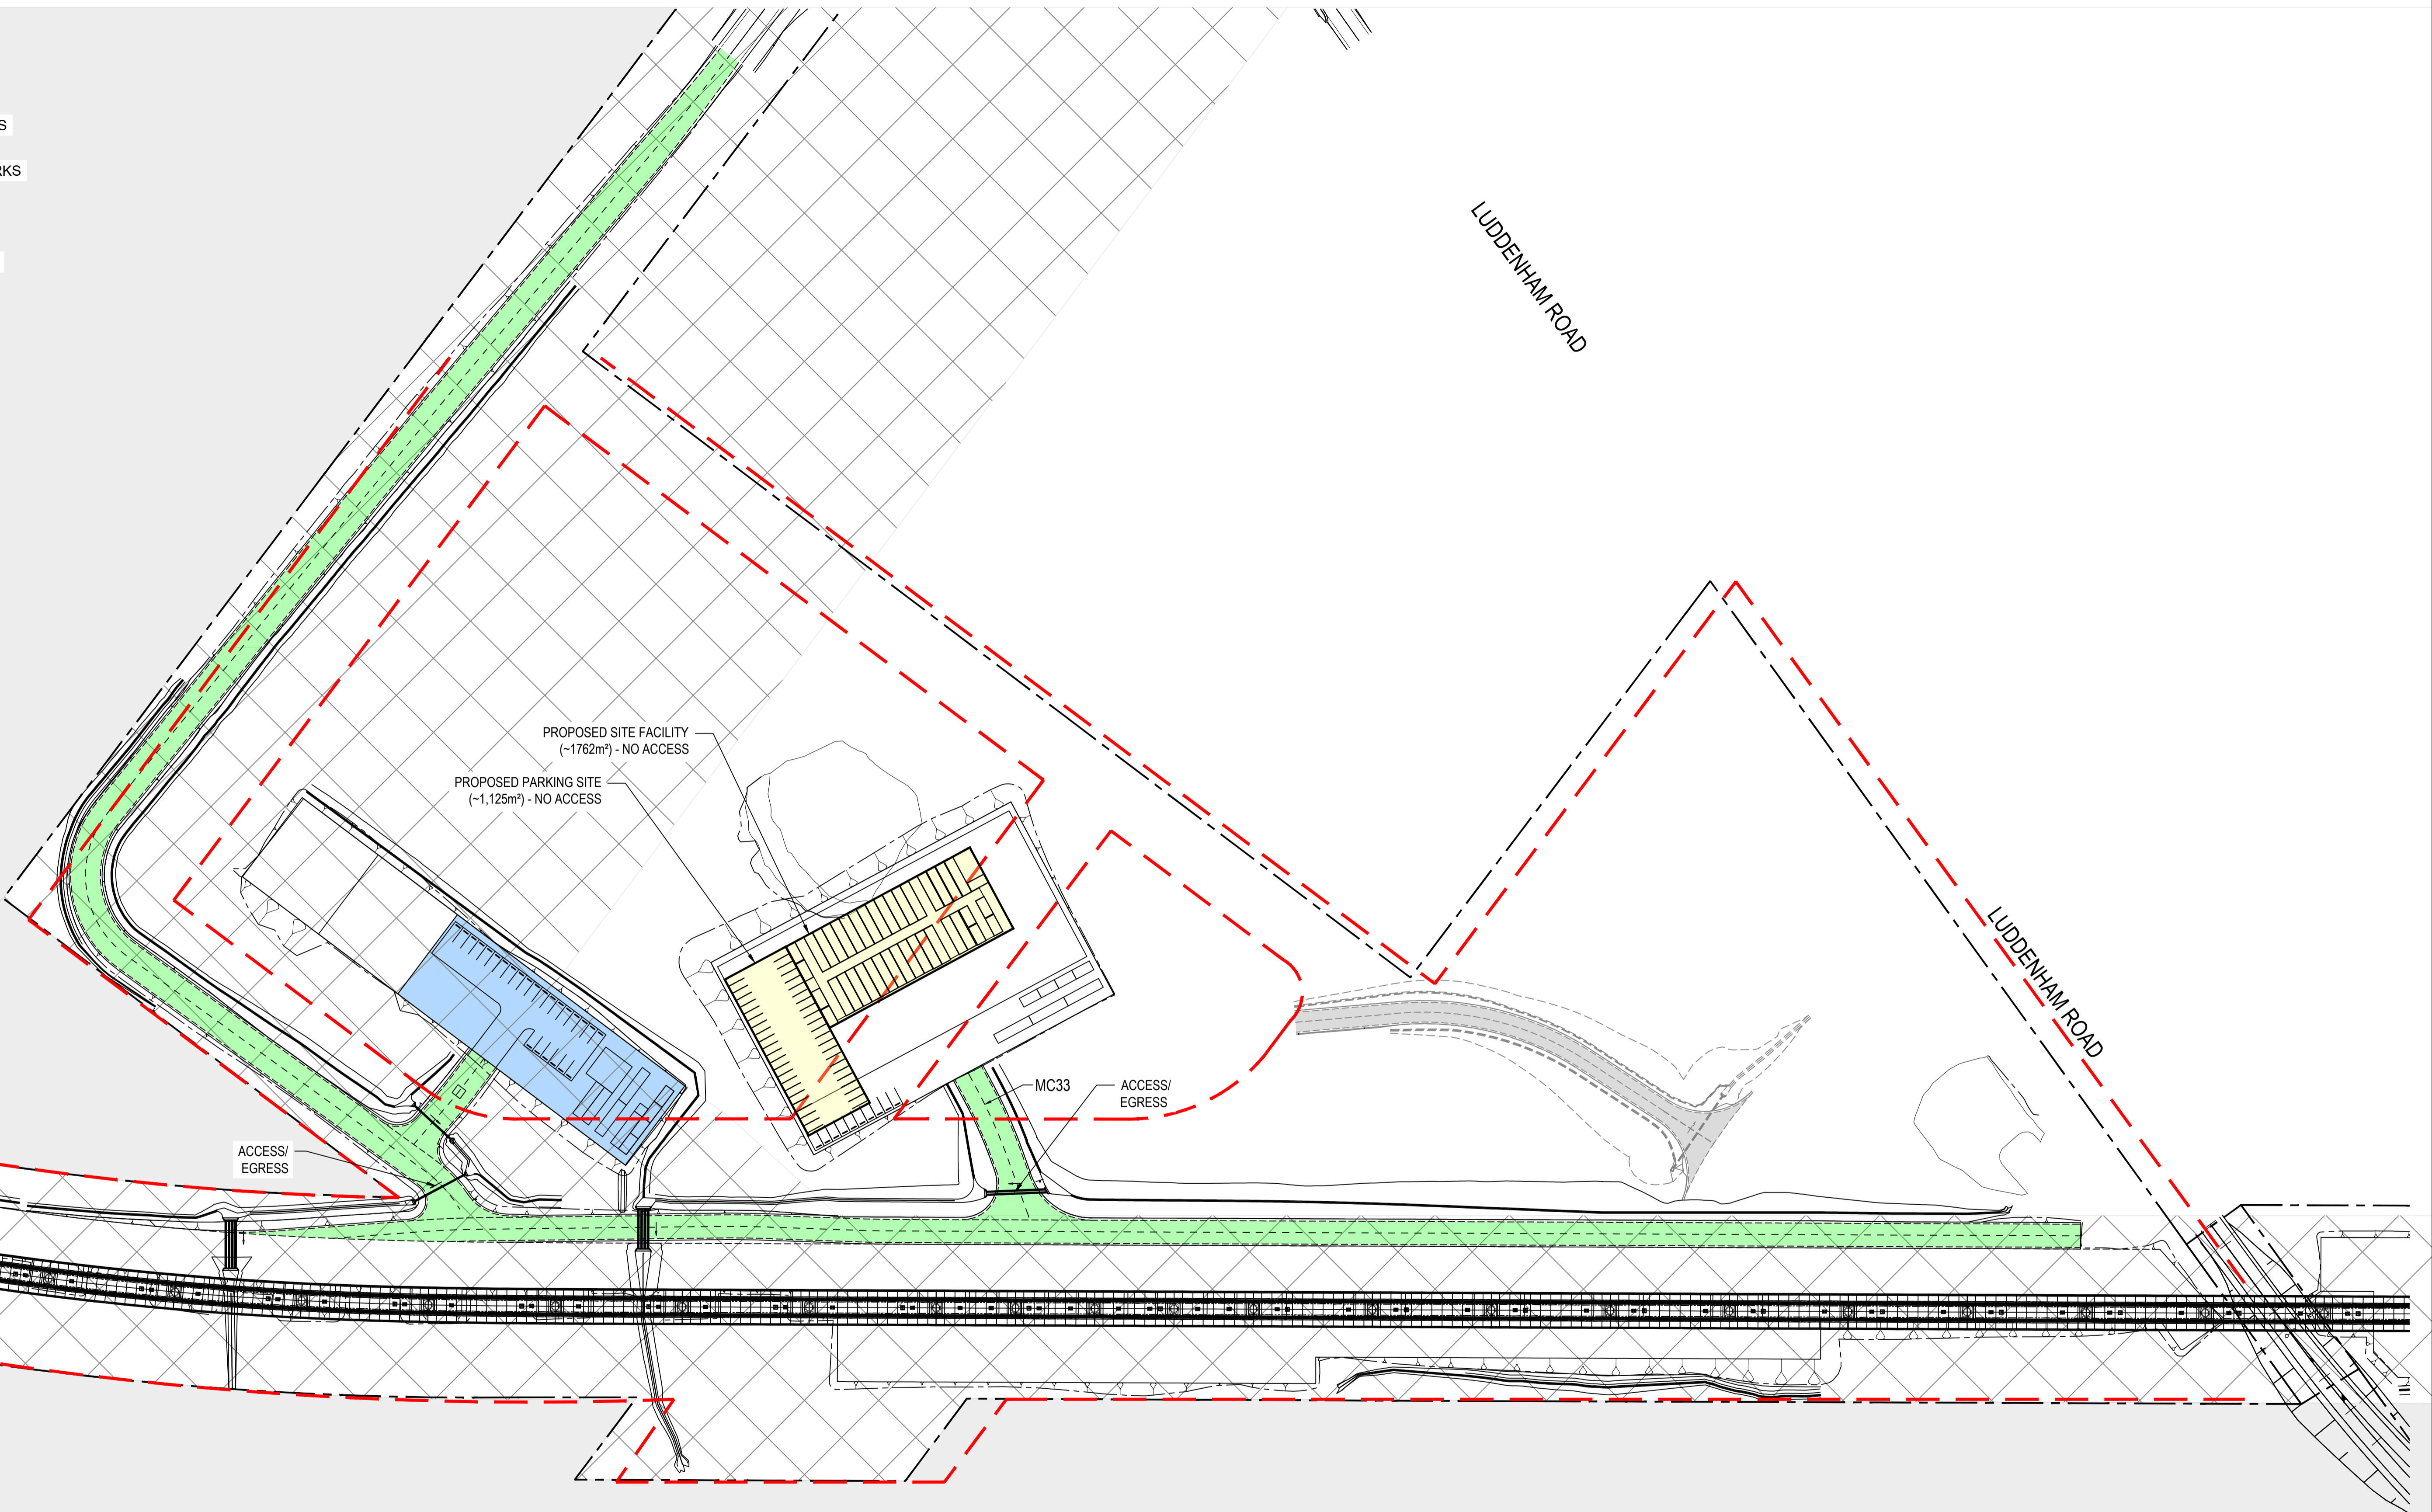 S
RKS
LUDDENHAM ROAD
PROPOSED SITE FACILITY
(~1762m²) - NO ACCESS
PROPOSED PARKING SITE
(~1,125m²) - NO ACCESS
LUDDENHAM ROAD
MC33
ACCESS/
EGRESS
ACCESS/
EGRESS